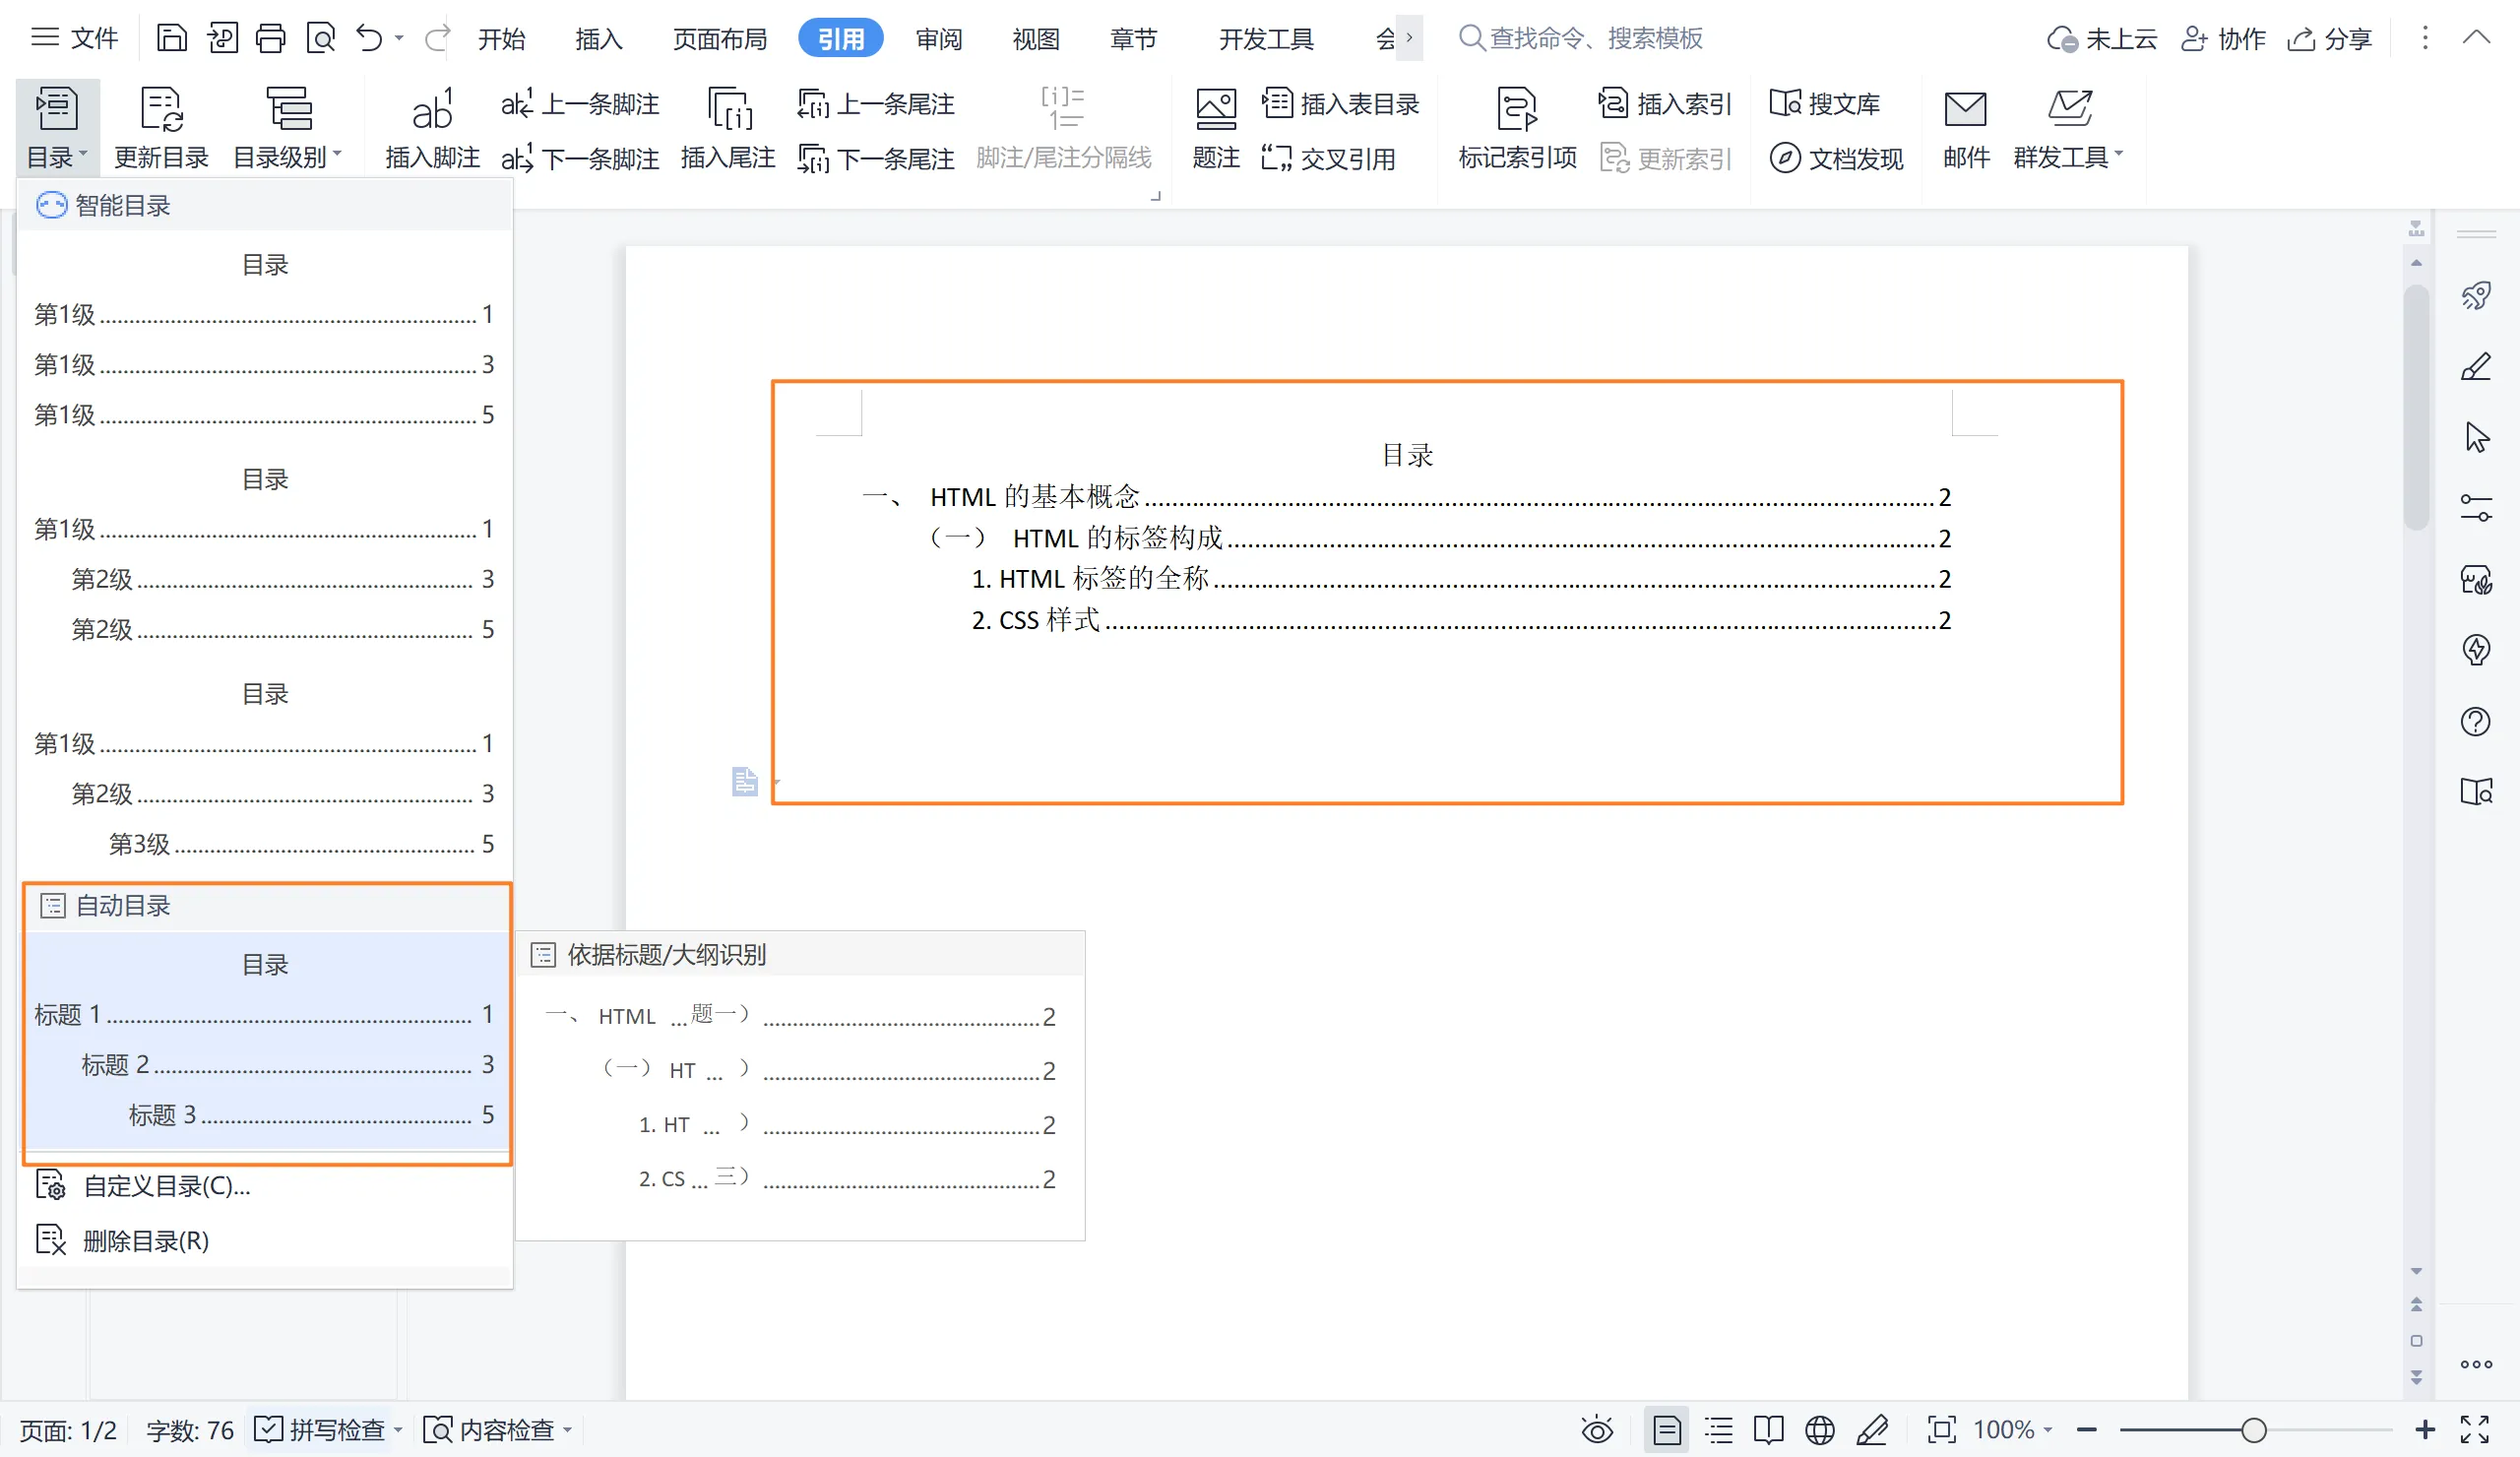 文件 开始 插入 页面布局 引用 审阅 视图 章节 开发工具 会 查找命令、搜索模板 未上云 协作 分享
目录 更新目录 目录级别 插入脚注 上一条脚注 下一条脚注 插入尾注 上一条尾注 下一条尾注 脚注/尾注分隔线 题注 插入表目录 交叉引用 标记索引项 插入索引 更新索引 搜文库 文档发现 邮件 群发工具
智能目录
目录
第1级 1
第1级 3
第1级 5
目录
第1级 1
第2级 3
第2级 5
目录
第1级 1
第2级 3
第3级 5
自动目录
目录
标题 1 1
标题 2 3
标题 3 5
自定义目录(C)...
删除目录(R)
依据标题/大纲识别
一、 HTML ...题一） 2
（一） HT ... ） 2
1. HT ... ） 2
2. CS ... 三） 2
目录
一、 HTML 的基本概念 2
（一） HTML 的标签构成 2
1. HTML 标签的全称 2
2. CSS 样式 2
页面: 1/2 字数: 76 拼写检查 内容检查 100%